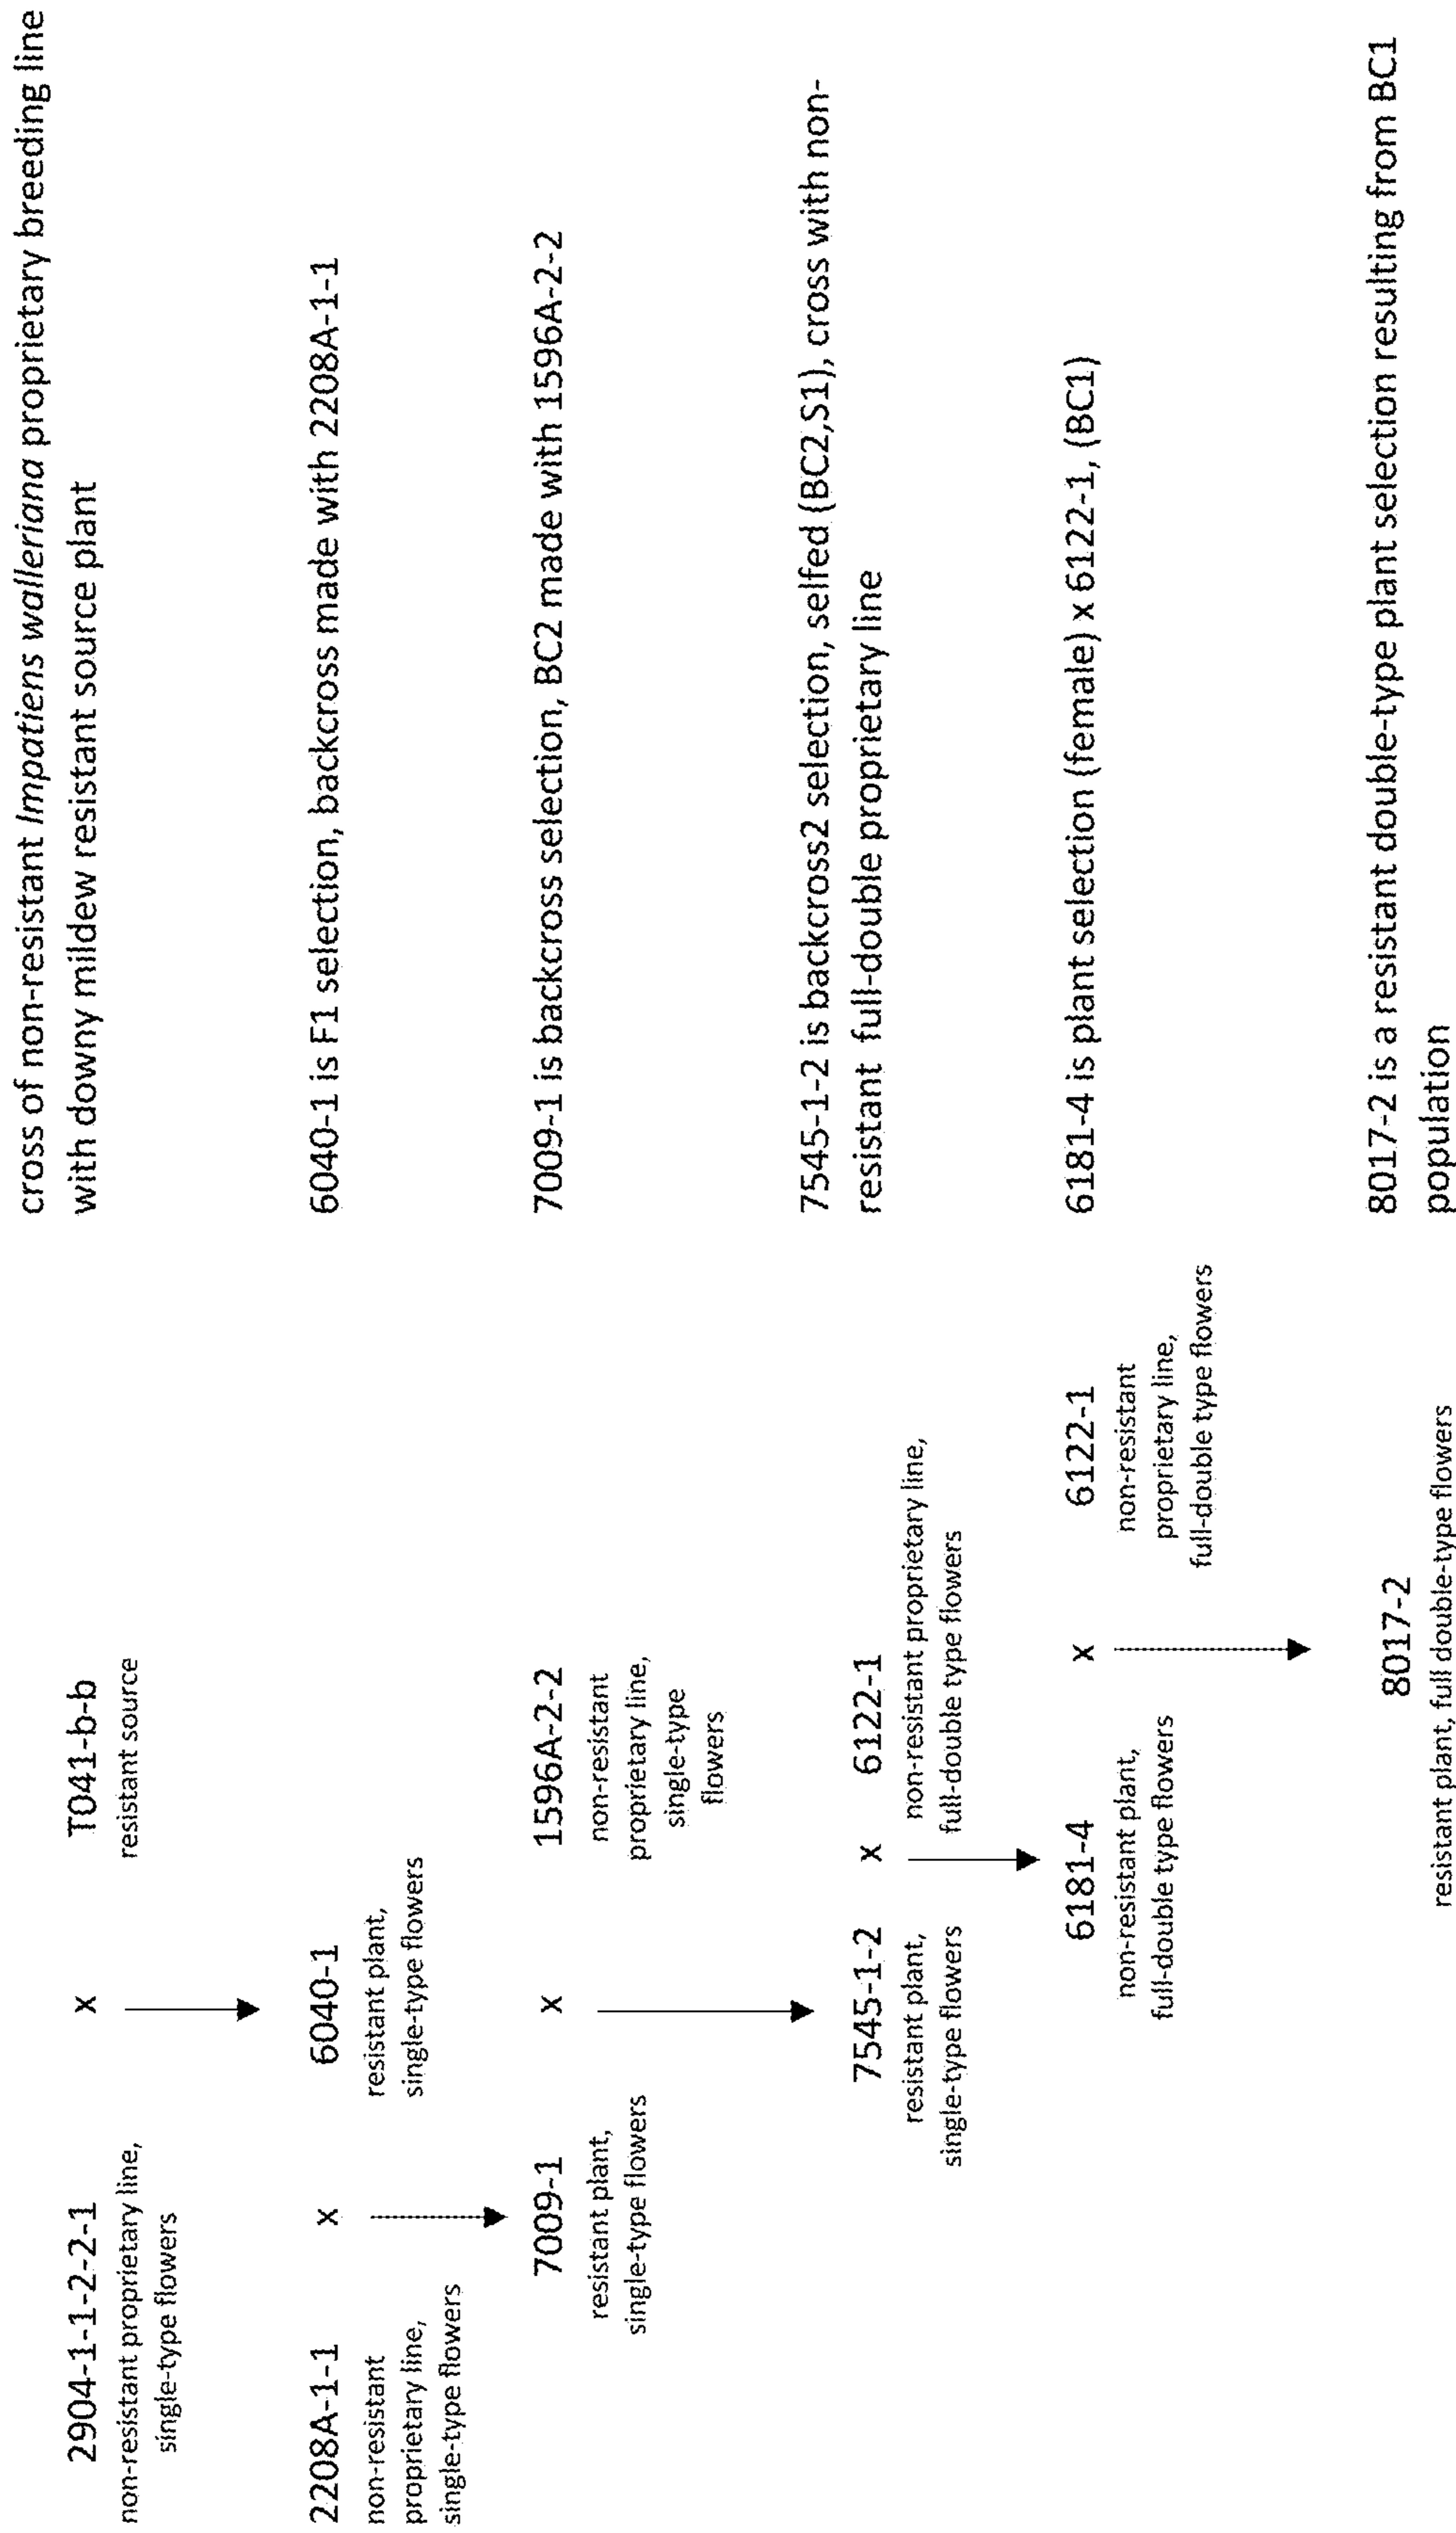 2904-1-1-2-2-1
non-resistant proprietary line,
single-type flowers
x
T041-b-b
resistant source
cross of non-resistant Impatiens walleriana proprietary breeding line
with downy mildew resistant source plant
2208A-1-1
non-resistant
proprietary line,
single-type flowers
x
6040-1
resistant plant,
single-type flowers
6040-1 is F1 selection, backcross made with 2208A-1-1
7009-1
resistant plant,
single-type flowers
x
1596A-2-2
non-resistant
proprietary line,
single-type
flowers
7009-1 is backcross selection, BC2 made with 1596A-2-2
7545-1-2
resistant plant,
single-type flowers
x
6122-1
non-resistant proprietary line,
full-double type flowers
7545-1-2 is backcross2 selection, selfed (BC2,S1), cross with non-
resistant full-double proprietary line
6181-4
non-resistant plant,
full-double type flowers
x
6122-1
non-resistant
proprietary line,
full-double type flowers
6181-4 is plant selection (female) x 6122-1, (BC1)
8017-2
resistant plant, full double-type flowers
8017-2 is a resistant double-type plant selection resulting from BC1
population